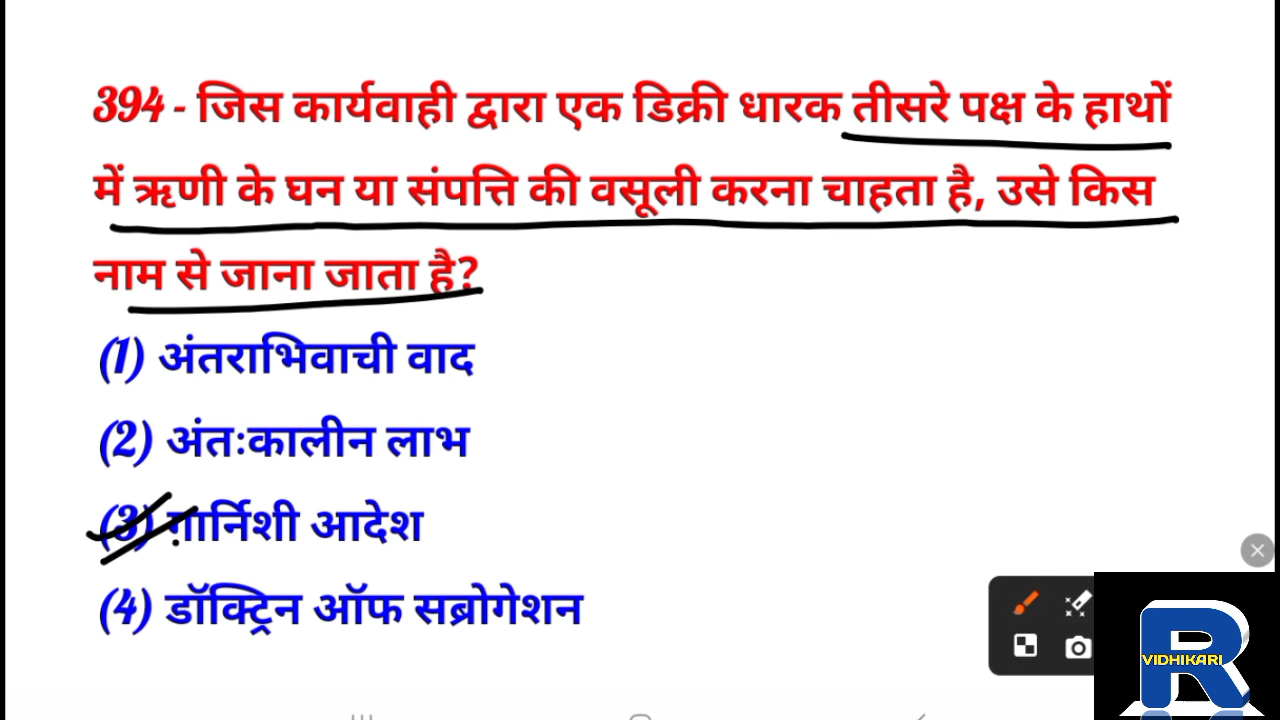 394 - जिस कार्यवाही द्वारा एक डिक्री धारक तीसरे पक्ष के हाथों
में ऋणी के घन या संपत्ति की वसूली करना चाहता है, उसे किस
नाम से जाना जाता है?
(1) अंतराभिवाची वाद
(2) अंतःकालीन लाभ
(3) गार्निशी आदेश
(4) डॉक्ट्रिन ऑफ सब्रोगेशन
R
VIDHIKARI